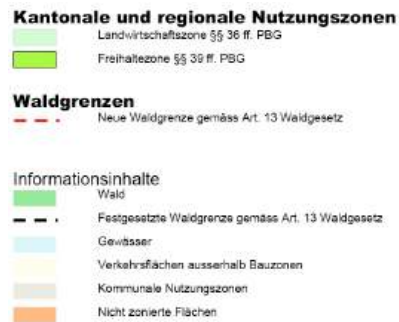 Kantonale und regionale Nutzungszonen
Landwirtschaftszone §§ 36 ff. PBG
Freihaltezone §§ 39 ff. PBG
Waldgrenzen
Neue Waldgrenze gemäss Art. 13 Waldgesetz
Informationsinhalte
Wald
Festgesetzte Waldgrenze gemäss Art. 13 Waldgesetz
Gewässer
Verkehrsflächen ausserhalb Bauzonen
Kommunale Nutzungszonen
Nicht zonierte Flächen